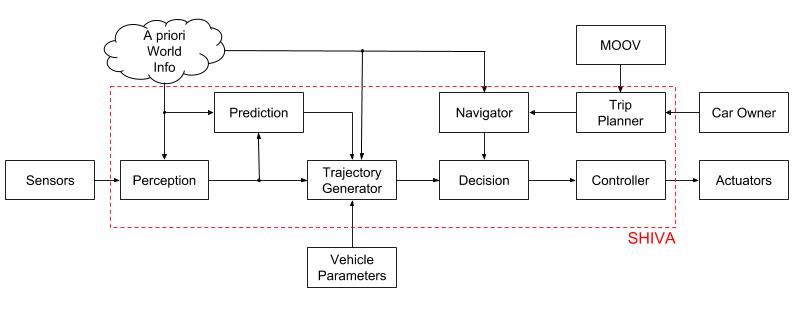 A priori
World
Info
MOOV
Prediction
Navigator
Trip
Planner
Car Owner
Sensors
Perception
Trajectory
Generator
Decision
Controller
Actuators
SHIVA
Vehicle
Parameters